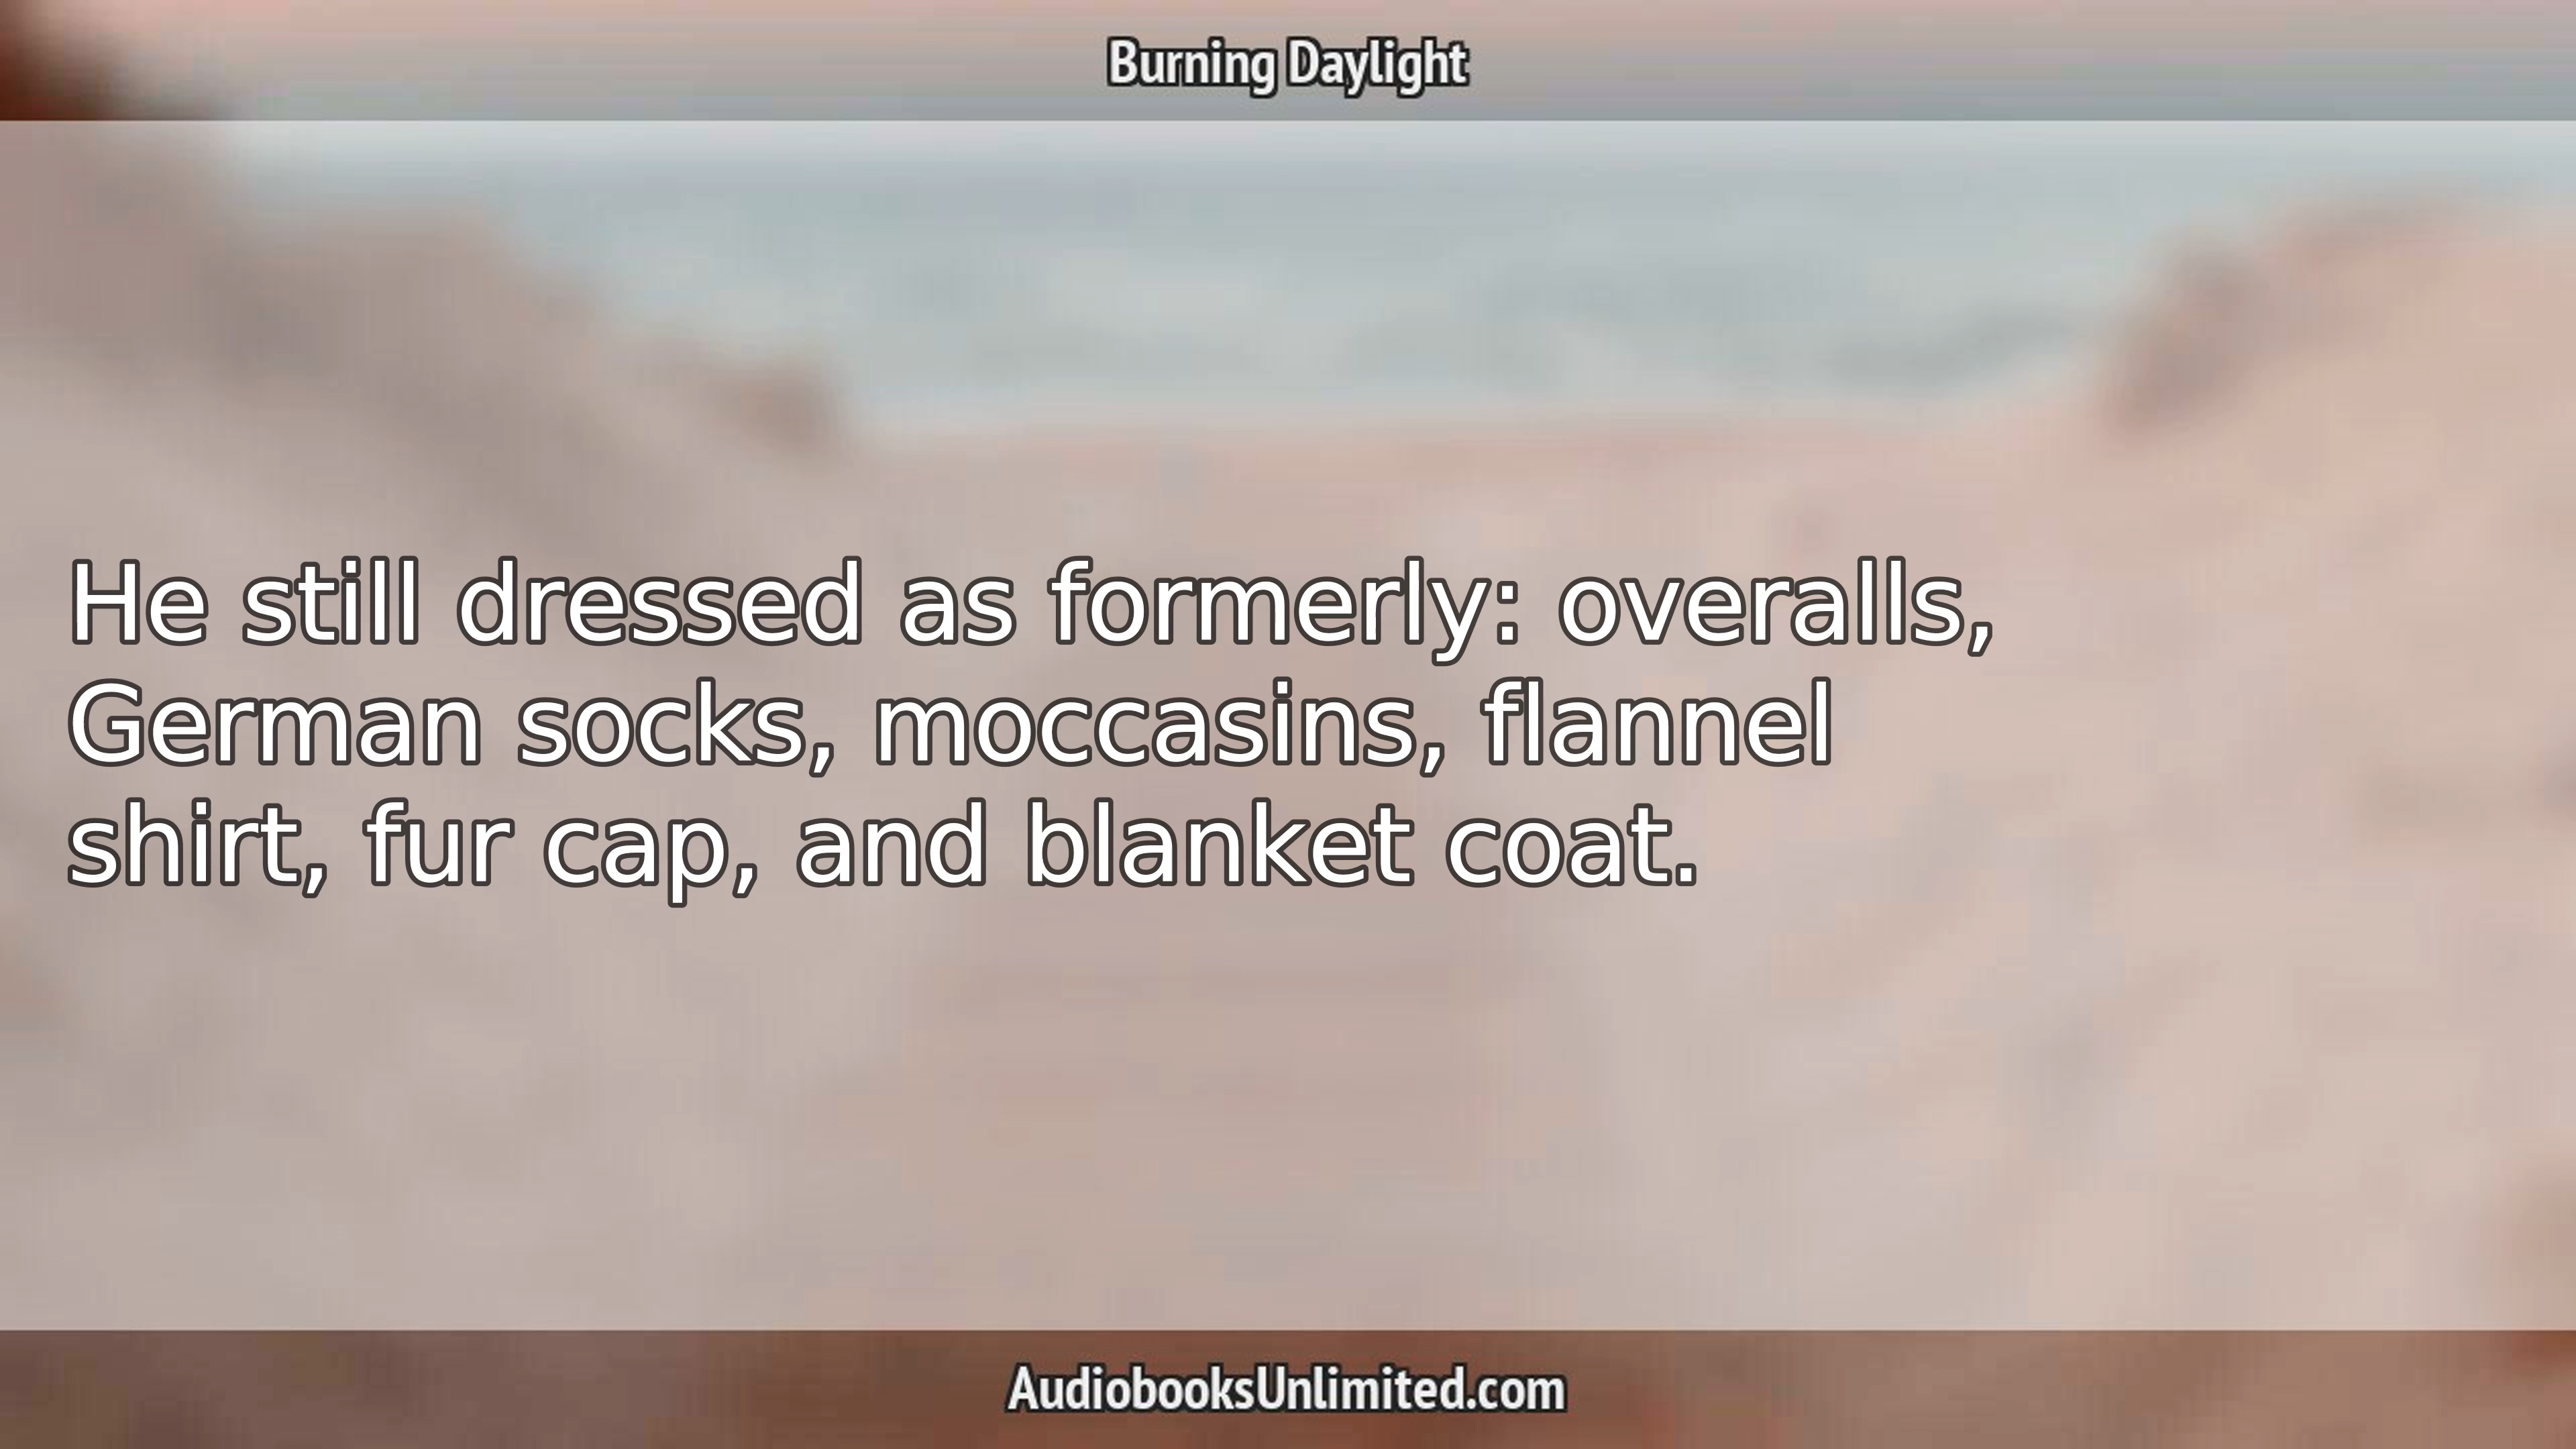 Burning Daylight
He still dressed as formerly: overalls,
German socks, moccasins, flannel
shirt, fur cap, and blanket coat.
AudiobooksUnlimited.com